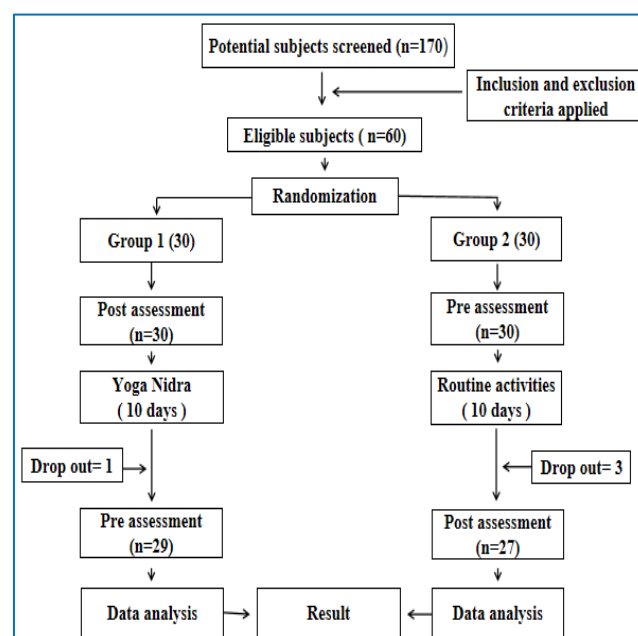 Potential subjects screened (n=170)
Inclusion and exclusion
criteria applied
Eligible subjects ( n=60)
Randomization
Group 1 (30)
Group 2 (30)
Post assessment
(n=30)
Pre assessment
(n=30)
Yoga Nidra
( 10 days )
Routine activities
( 10 days)
Drop out= 1
Drop out= 3
Pre assessment
(n=29)
Post assessment
(n=27)
Data analysis
Result
Data analysis